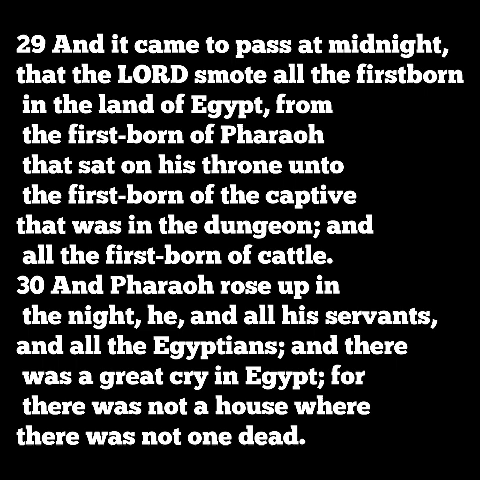 29 And it came to pass at midnight,
that the LORD smote all the firstborn
in the land of Egypt, from
the first-born of Pharaoh
that sat on his throne unto
the first-born of the captive
that was in the dungeon; and
all the first-born of cattle.
30 And Pharaoh rose up in
the night, he, and all his servants,
and all the Egyptians; and there
was a great cry in Egypt; for
there was not a house where
there was not one dead.